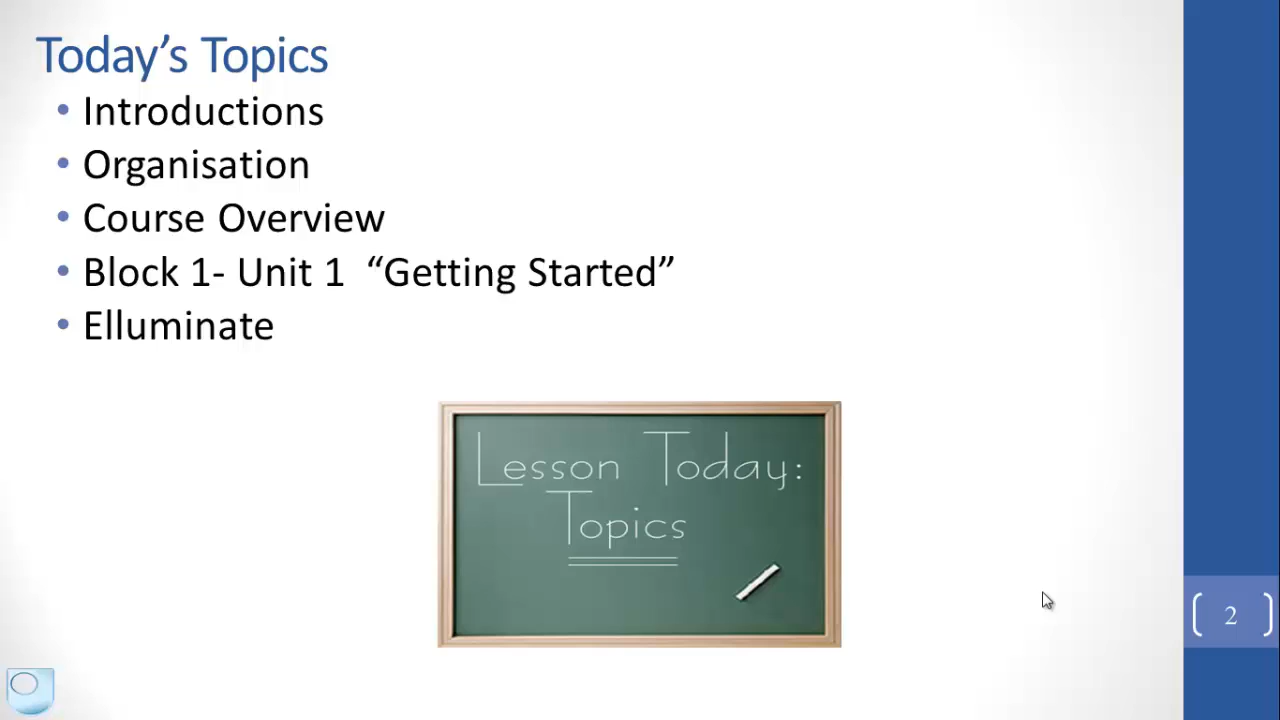 Today’s Topics
• Introductions
• Organisation
• Course Overview
• Block 1- Unit 1  “Getting Started”
• Elluminate
Lesson Today:
Topics
2